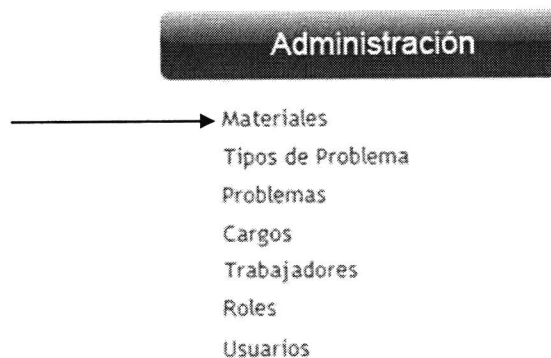 Administración
Materiales
Tipos de Problema
Problemas
Cargos
Trabajadores
Roles
Usuarios